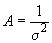 A = 1/σ²